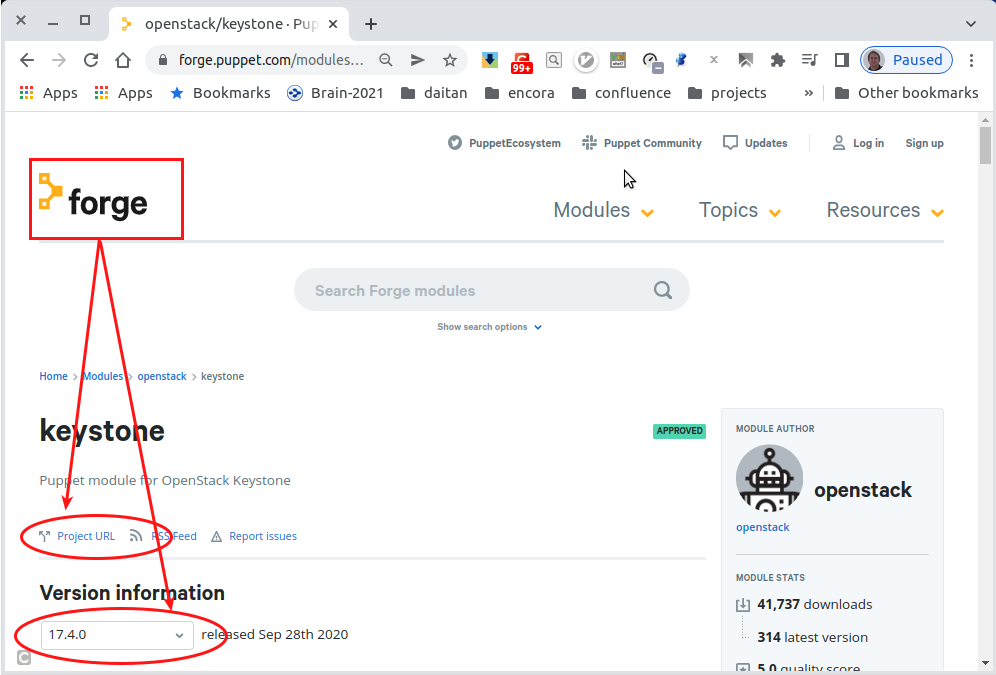 openstack/keystone · Pup
forge.puppet.com/modules...
99+
Paused
Apps
Apps
Bookmarks
Brain-2021
daitan
encora
confluence
projects
»
Other bookmarks
PuppetEcosystem
Puppet Community
Updates
Log in
Sign up
forge
Modules
Topics
Resources
Search Forge modules
Show search options
Home > Modules > openstack > keystone
keystone
APPROVED
Puppet module for OpenStack Keystone
Project URL
RSS Feed
Report issues
Version information
17.4.0
released Sep 28th 2020
MODULE AUTHOR
openstack
openstack
MODULE STATS
41,737 downloads
314 latest version
5.0 quality score